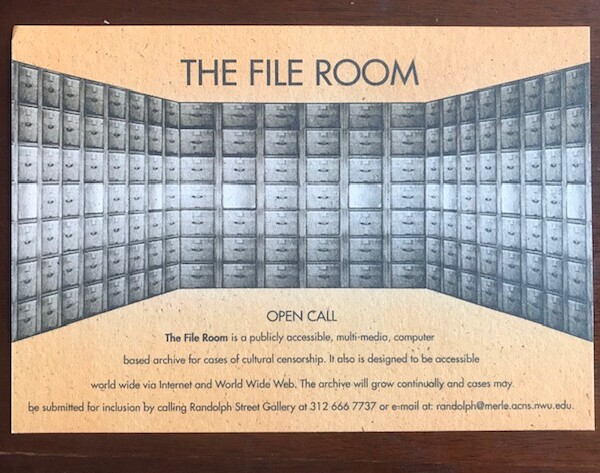 THE FILE ROOM
OPEN CALL
The File Room is a publicly accessible, multi-media, computer
based archive for cases of cultural censorship. It also is designed to be accessible
world wide via Internet and World Wide Web. The archive will grow continually and cases may
be submitted for inclusion by calling Randolph Street Gallery at 312 666 7737 or e-mail at: randolph@merle.acns.nwu.edu.